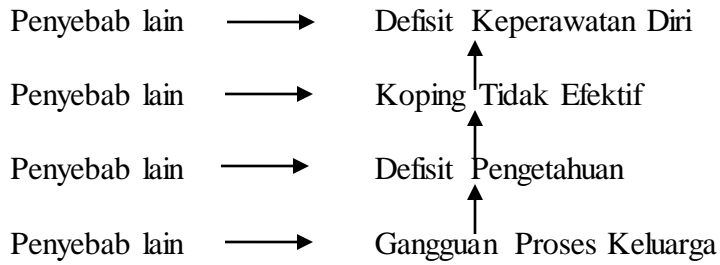 Penyebab lain Defisit Keperawatan Diri
Penyebab lain Koping Tidak Efektif
Penyebab lain Defisit Pengetahuan
Penyebab lain Gangguan Proses Keluarga